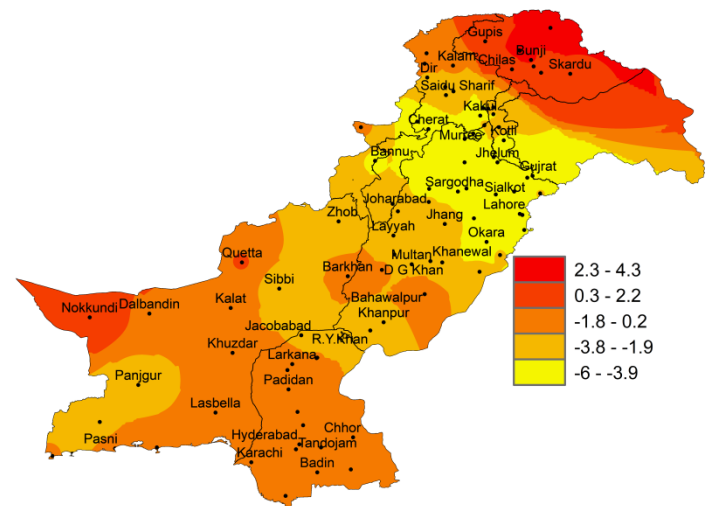 Gupis
Bunji
Kalam
Chilas
Skardu
Dir
Saidu Sharif
Kakul
Cherat
Murree
Kotli
Bannu
Jhelum
Gujrat
Sargodha
Sialkot
Joharabad
Lahore
Zhob
Jhang
Layyah
Okara
Quetta
Multan
Khanewal
Barkhan
D G Khan
Sibbi
Bahawalpur
Nokkundi
Dalbandin
Kalat
Khanpur
Jacobabad
R.Y.Khan
Khuzdar
Larkana
Panjgur
Padidan
Lasbella
Chhor
Pasni
Hyderabad
Tandojam
Karachi
Badin
2.3 - 4.3
0.3 - 2.2
-1.8 - 0.2
-3.8 - -1.9
-6 - -3.9